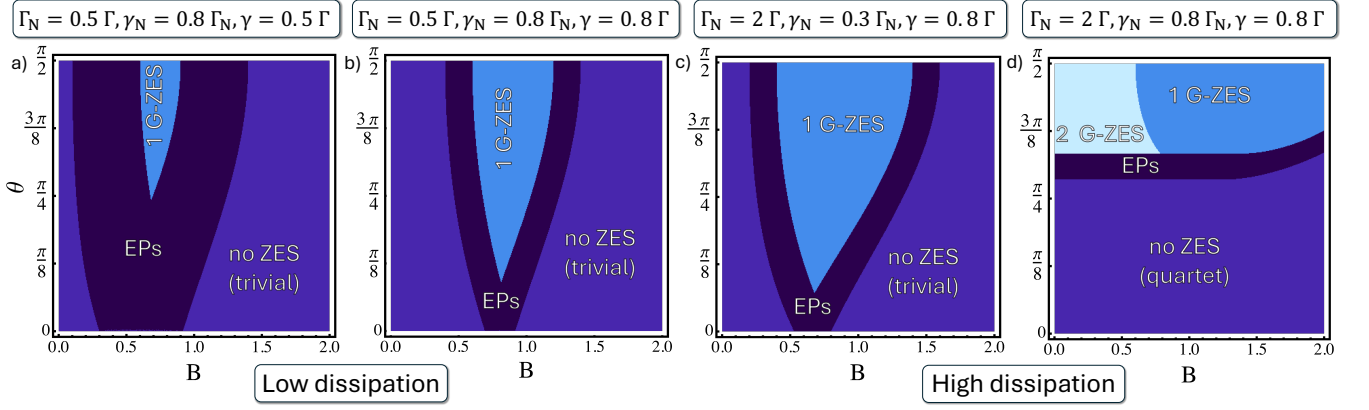 Γ_N = 0.5 Γ, γ_N = 0.8 Γ_N, γ = 0.5 Γ
Γ_N = 0.5 Γ, γ_N = 0.8 Γ_N, γ = 0.8 Γ
Γ_N = 2 Γ, γ_N = 0.3 Γ_N, γ = 0.8 Γ
Γ_N = 2 Γ, γ_N = 0.8 Γ_N, γ = 0.8 Γ
a)
π/2
3π/8
θ
π/4
π/8
0
1 G-ZES
EPs
no ZES
(trivial)
0.0 0.5 1.0 1.5 2.0
B
b)
π/2
3π/8
π/4
π/8
0
1 G-ZES
EPs
no ZES
(trivial)
0.0 0.5 1.0 1.5 2.0
B
c)
π/2
3π/8
π/4
π/8
0
1 G-ZES
EPs
no ZES
(trivial)
0.0 0.5 1.0 1.5 2.0
B
d)
π/2
3π/8
π/4
π/8
0
1 G-ZES
2 G-ZES
EPs
no ZES
(quartet)
0.0 0.5 1.0 1.5 2.0
B
Low dissipation
High dissipation